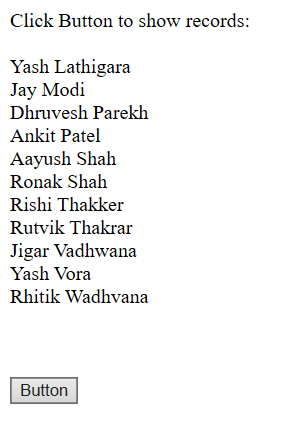 Click Button to show records:
Yash Lathigara
Jay Modi
Dhruvesh Parekh
Ankit Patel
Aayush Shah
Ronak Shah
Rishi Thakker
Rutvik Thakrar
Jigar Vadhwana
Yash Vora
Rhitik Wadhvana
Button